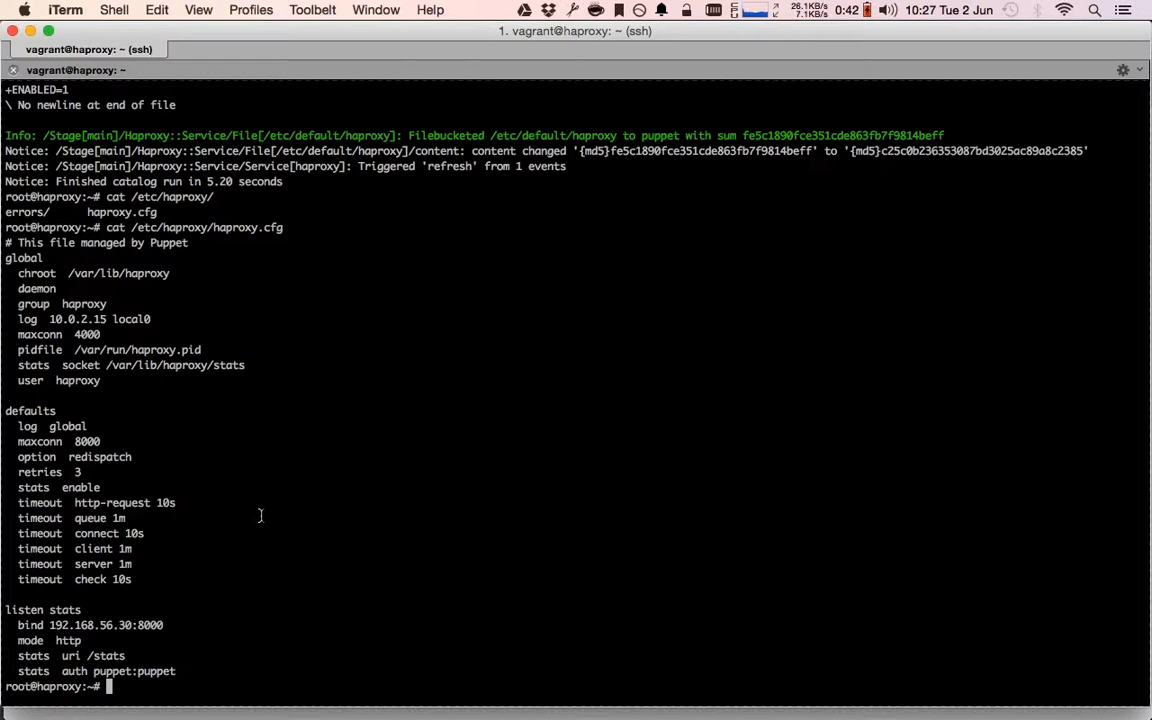 iTerm Shell Edit View Profiles Toolbelt Window Help 26.1KB/s 7.1KB/s 0:42 10:27 Tue 2 Jun
1. vagrant@haproxy: ~ (ssh)
vagrant@haproxy: ~ (ssh)
vagrant@haproxy: ~
+ENABLED=1
\ No newline at end of file
Info: /Stage[main]/Haproxy::Service/File[/etc/default/haproxy]: Filebucketed /etc/default/haproxy to puppet with sum fe5c1890fce351cde863fb7f9814beff
Notice: /Stage[main]/Haproxy::Service/File[/etc/default/haproxy]/content: content changed '{md5}fe5c1890fce351cde863fb7f9814beff' to '{md5}c25c0b236353087bd3025ac89a8c2385'
Notice: /Stage[main]/Haproxy::Service/Service[haproxy]: Triggered 'refresh' from 1 events
Notice: Finished catalog run in 5.20 seconds
root@haproxy:~# cat /etc/haproxy/
errors/ haproxy.cfg
root@haproxy:~# cat /etc/haproxy/haproxy.cfg
# This file managed by Puppet
global
chroot /var/lib/haproxy
daemon
group haproxy
log 10.0.2.15 local0
maxconn 4000
pidfile /var/run/haproxy.pid
stats socket /var/lib/haproxy/stats
user haproxy
defaults
log global
maxconn 8000
option redispatch
retries 3
stats enable
timeout http-request 10s
timeout queue 1m
timeout connect 10s
timeout client 1m
timeout server 1m
timeout check 10s
listen stats
bind 192.168.56.30:8000
mode http
stats uri /stats
stats auth puppet:puppet
root@haproxy:~#